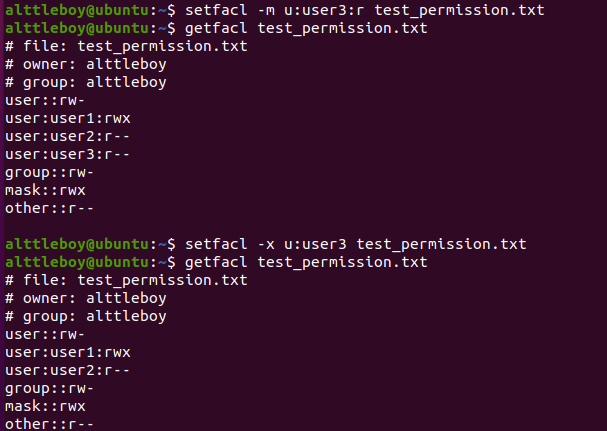 alttleboy@ubuntu:~$ setfacl -m u:user3:r test_permission.txt
alttleboy@ubuntu:~$ getfacl test_permission.txt
# file: test_permission.txt
# owner: alttleboy
# group: alttleboy
user::rw-
user:user1:rwx
user:user2:r--
user:user3:r--
group::rw-
mask::rwx
other::r--

alttleboy@ubuntu:~$ setfacl -x u:user3 test_permission.txt
alttleboy@ubuntu:~$ getfacl test_permission.txt
# file: test_permission.txt
# owner: alttleboy
# group: alttleboy
user::rw-
user:user1:rwx
user:user2:r--
group::rw-
mask::rwx
other::r--